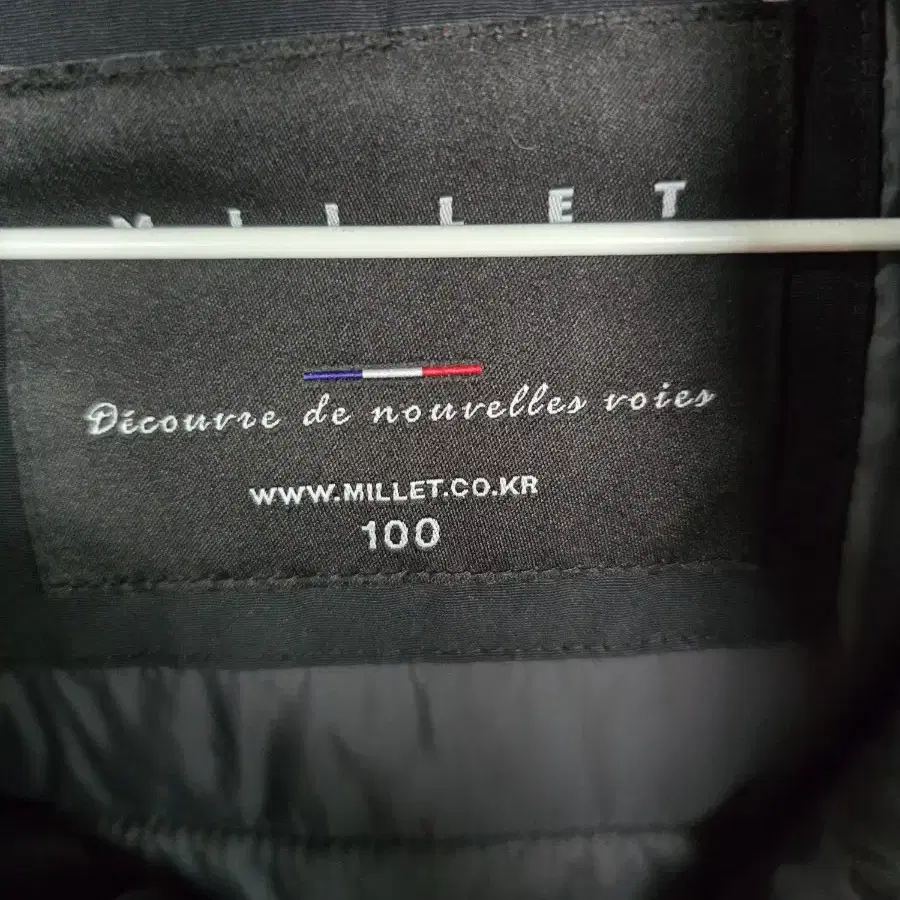 MILLET
Découvre de nouvelles voies
WWW.MILLET.CO.KR
100